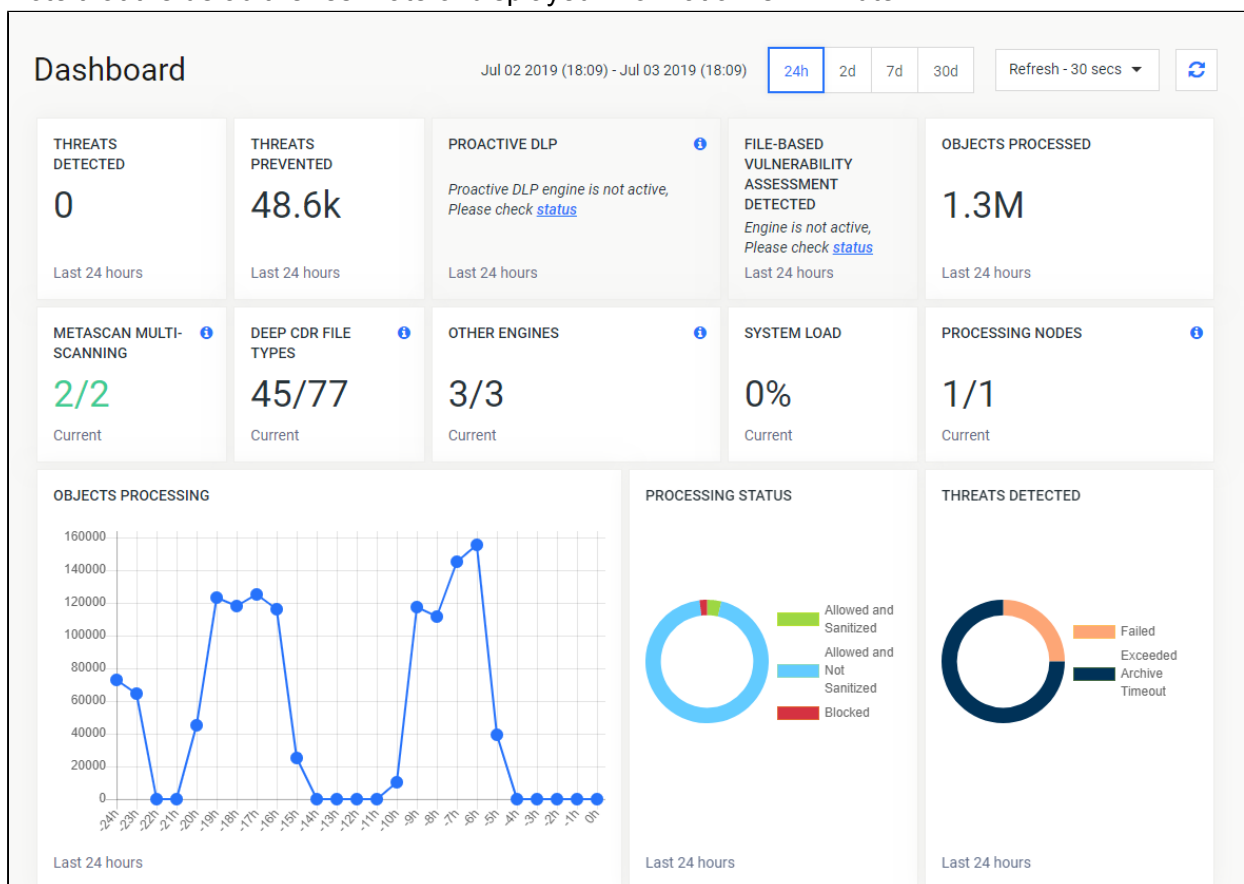 Dashboard
Jul 02 2019 (18:09) - Jul 03 2019 (18:09)
24h
2d
7d
30d
Refresh - 30 secs
THREATS
DETECTED
0
Last 24 hours
THREATS
PREVENTED
48.6k
Last 24 hours
PROACTIVE DLP
Proactive DLP engine is not active,
Please check status
Last 24 hours
FILE-BASED
VULNERABILITY
ASSESSMENT
DETECTED
Engine is not active,
Please check status
Last 24 hours
OBJECTS PROCESSED
1.3M
Last 24 hours
METASCAN MULTI-
SCANNING
2/2
Current
DEEP CDR FILE
TYPES
45/77
Current
OTHER ENGINES
3/3
Current
SYSTEM LOAD
0%
Current
PROCESSING NODES
1/1
Current
OBJECTS PROCESSING
160000
140000
120000
100000
80000
60000
40000
20000
0
-24h
-23h
-22h
-21h
-20h
-19h
-18h
-17h
-16h
-15h
-14h
-13h
-12h
-11h
-10h
-9h
-8h
-7h
-6h
-5h
-4h
-3h
-2h
-1h
0h
Last 24 hours
PROCESSING STATUS
Allowed and
Sanitized
Allowed and
Not
Sanitized
Blocked
Last 24 hours
THREATS DETECTED
Failed
Exceeded
Archive
Timeout
Last 24 hours